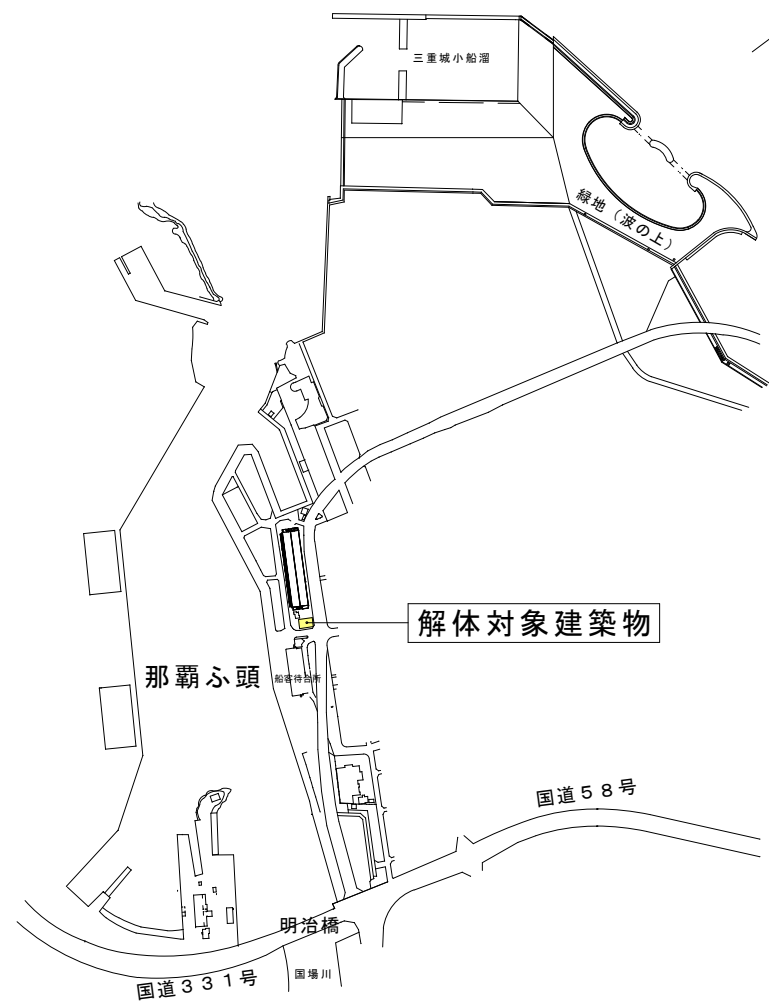 三重城小船溜
緑地（波の上）
解体対象建築物
那覇ふ頭
船客待合所
国道５８号
明治橋
国場川
国道３３１号